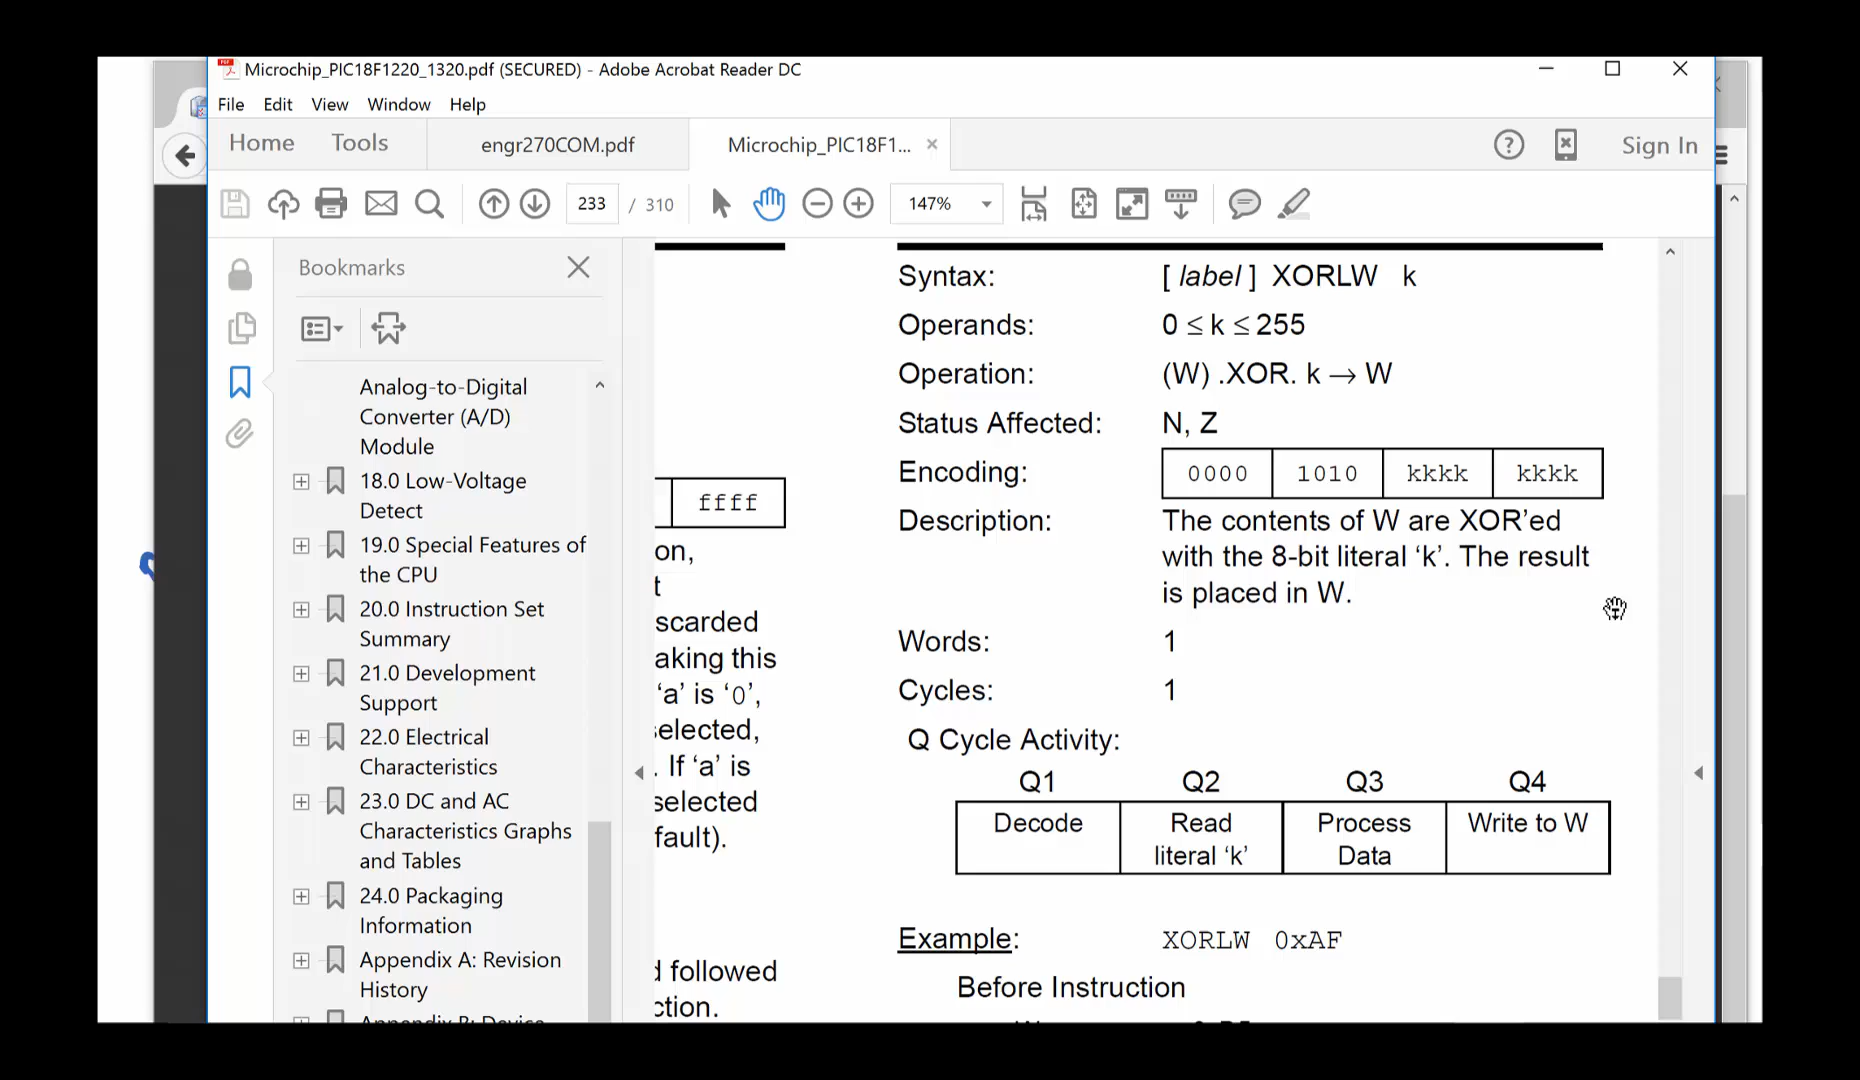 Microchip_PIC18F1220_1320.pdf (SECURED) - Adobe Acrobat Reader DC
File Edit View Window Help
Home Tools engr270COM.pdf Microchip_PIC18F1... Sign In
233 / 310 147%
Bookmarks
Analog-to-Digital
Converter (A/D)
Module
18.0 Low-Voltage
Detect
19.0 Special Features of
the CPU
20.0 Instruction Set
Summary
21.0 Development
Support
22.0 Electrical
Characteristics
23.0 DC and AC
Characteristics Graphs
and Tables
24.0 Packaging
Information
Appendix A: Revision
History
ffff
on,
t
scarded
aking this
‘a’ is ‘0’,
selected,
. If ‘a’ is
selected
fault).
d followed
ction.
Syntax: [ label ] XORLW k
Operands: 0 ≤ k ≤ 255
Operation: (W) .XOR. k → W
Status Affected: N, Z
Encoding: 0000 1010 kkkk kkkk
Description: The contents of W are XOR’ed
with the 8-bit literal ‘k’. The result
is placed in W.
Words: 1
Cycles: 1
Q Cycle Activity:
Q1 Q2 Q3 Q4
Decode Read Process Write to W
literal ‘k’ Data
Example: XORLW 0xAF
Before Instruction